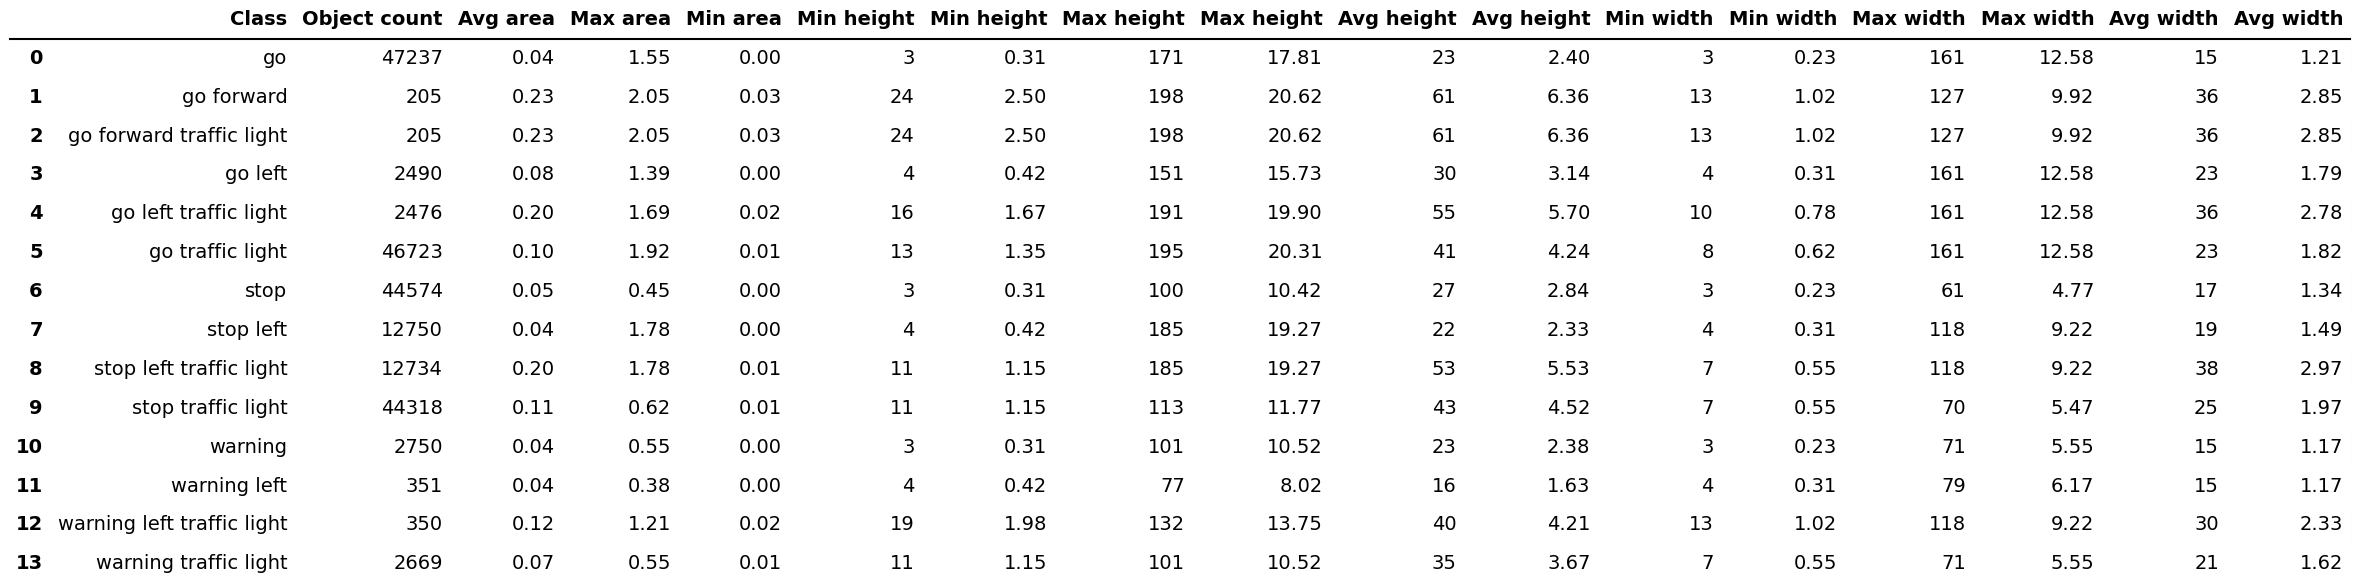 Class Object count Avg area Max area Min area Min height Min height Max height Max height Avg height Avg height Min width Min width Max width Max width Avg width Avg width
0 go 47237 0.04 1.55 0.00 3 0.31 171 17.81 23 2.40 3 0.23 161 12.58 15 1.21
1 go forward 205 0.23 2.05 0.03 24 2.50 198 20.62 61 6.36 13 1.02 127 9.92 36 2.85
2 go forward traffic light 205 0.23 2.05 0.03 24 2.50 198 20.62 61 6.36 13 1.02 127 9.92 36 2.85
3 go left 2490 0.08 1.39 0.00 4 0.42 151 15.73 30 3.14 4 0.31 161 12.58 23 1.79
4 go left traffic light 2476 0.20 1.69 0.02 16 1.67 191 19.90 55 5.70 10 0.78 161 12.58 36 2.78
5 go traffic light 46723 0.10 1.92 0.01 13 1.35 195 20.31 41 4.24 8 0.62 161 12.58 23 1.82
6 stop 44574 0.05 0.45 0.00 3 0.31 100 10.42 27 2.84 3 0.23 61 4.77 17 1.34
7 stop left 12750 0.04 1.78 0.00 4 0.42 185 19.27 22 2.33 4 0.31 118 9.22 19 1.49
8 stop left traffic light 12734 0.20 1.78 0.01 11 1.15 185 19.27 53 5.53 7 0.55 118 9.22 38 2.97
9 stop traffic light 44318 0.11 0.62 0.01 11 1.15 113 11.77 43 4.52 7 0.55 70 5.47 25 1.97
10 warning 2750 0.04 0.55 0.00 3 0.31 101 10.52 23 2.38 3 0.23 71 5.55 15 1.17
11 warning left 351 0.04 0.38 0.00 4 0.42 77 8.02 16 1.63 4 0.31 79 6.17 15 1.17
12 warning left traffic light 350 0.12 1.21 0.02 19 1.98 132 13.75 40 4.21 13 1.02 118 9.22 30 2.33
13 warning traffic light 2669 0.07 0.55 0.01 11 1.15 101 10.52 35 3.67 7 0.55 71 5.55 21 1.62